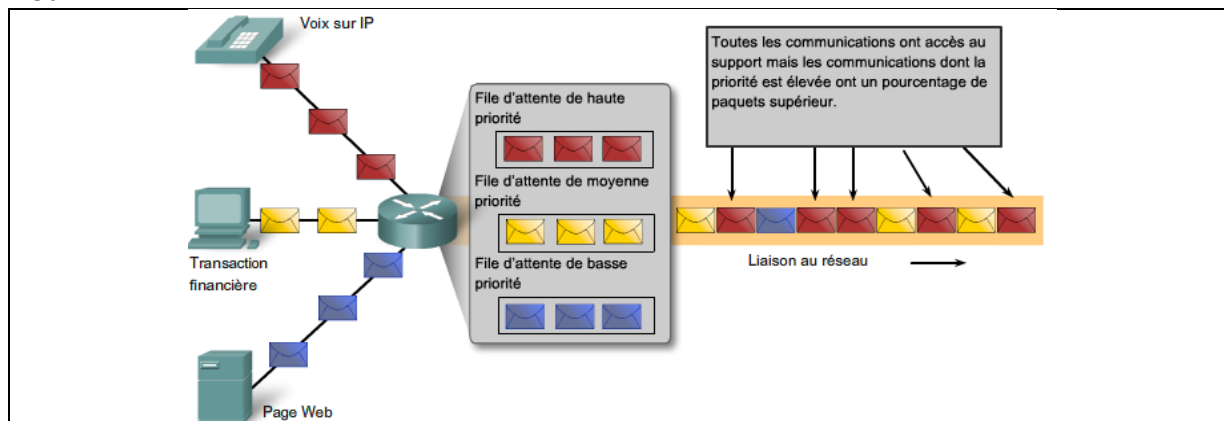 Voix sur IP
Toutes les communications ont accès au
support mais les communications dont la
priorité est élevée ont un pourcentage de
paquets supérieur.
File d'attente de haute
priorité
File d'attente de moyenne
priorité
File d'attente de basse
priorité
Transaction
financière
Liaison au réseau
Page Web